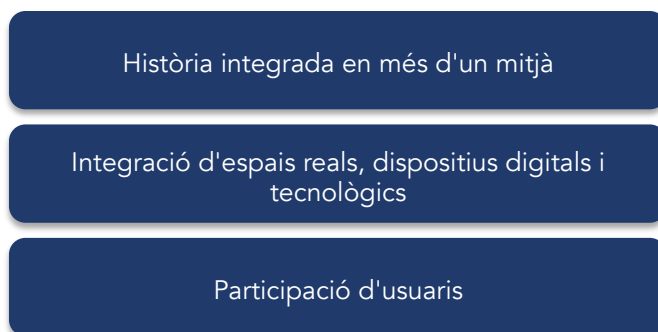 Història integrada en més d'un mitjà
Integració d'espais reals, dispositius digitals i
tecnològics
Participació d'usuaris